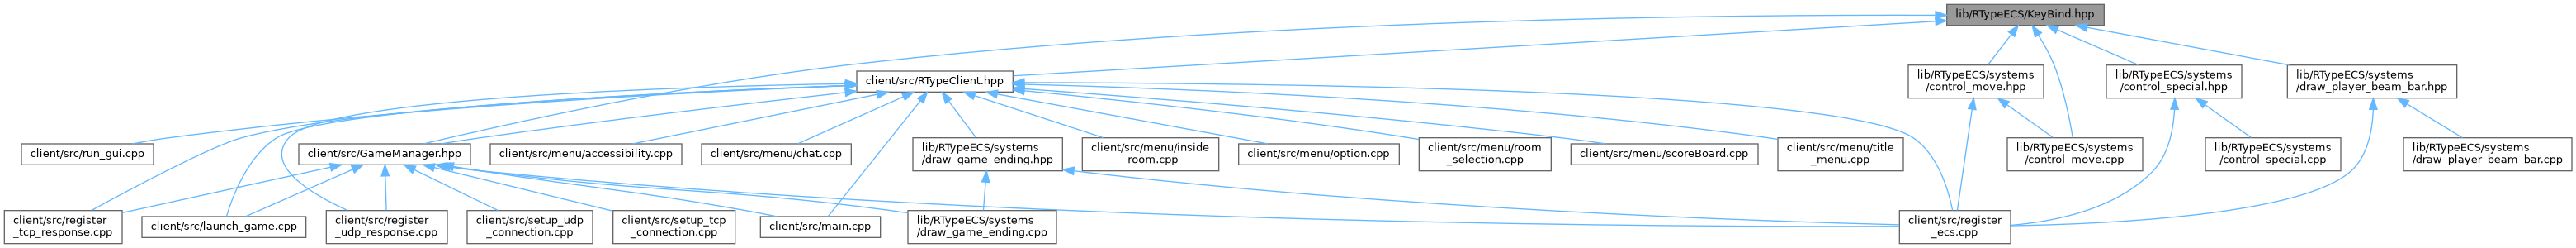 lib/RTypeECS/KeyBind.hpp
client/src/RTypeClient.hpp
lib/RTypeECS/systems
/control_move.hpp
lib/RTypeECS/systems
/control_special.hpp
lib/RTypeECS/systems
/draw_player_beam_bar.hpp
client/src/run_gui.cpp
client/src/GameManager.hpp
client/src/menu/accessibility.cpp
client/src/menu/chat.cpp
lib/RTypeECS/systems
/draw_game_ending.hpp
client/src/menu/inside
_room.cpp
client/src/menu/option.cpp
client/src/menu/room
_selection.cpp
client/src/menu/scoreBoard.cpp
client/src/menu/title
_menu.cpp
lib/RTypeECS/systems
/control_move.cpp
lib/RTypeECS/systems
/control_special.cpp
lib/RTypeECS/systems
/draw_player_beam_bar.cpp
client/src/register
_tcp_response.cpp
client/src/launch_game.cpp
client/src/register
_udp_response.cpp
client/src/setup_udp
_connection.cpp
client/src/setup_tcp
_connection.cpp
client/src/main.cpp
lib/RTypeECS/systems
/draw_game_ending.cpp
client/src/register
_ecs.cpp